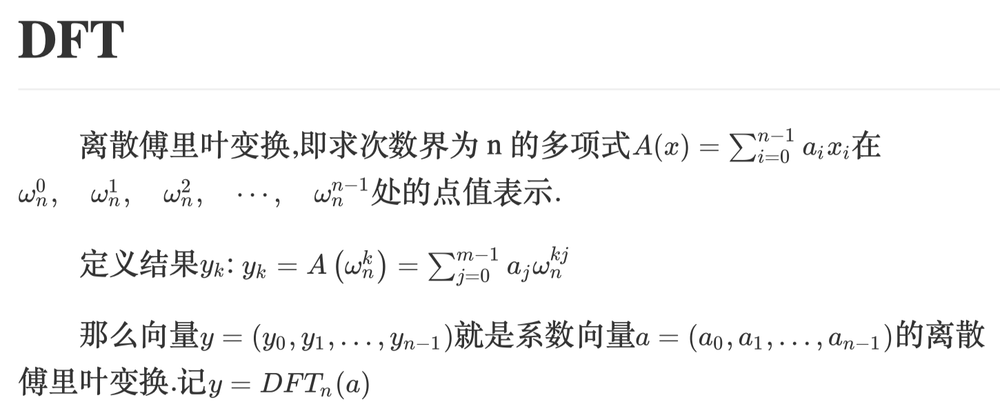 DFT
离散傅里叶变换,即求次数界为 n 的多项式$A(x) = \sum_{i=0}^{n-1} a_i x_i$在
$\omega_n^0, \quad \omega_n^1, \quad \omega_n^2, \quad \cdots, \quad \omega_n^{n-1}$处的点值表示.
定义结果$y_k$: $y_k = A\left(\omega_n^k\right) = \sum_{j=0}^{m-1} a_j \omega_n^{kj}$
那么向量$y = (y_0, y_1, \ldots, y_{n-1})$就是系数向量$a = (a_0, a_1, \ldots, a_{n-1})$的离散
傅里叶变换.记$y = DFT_n(a)$